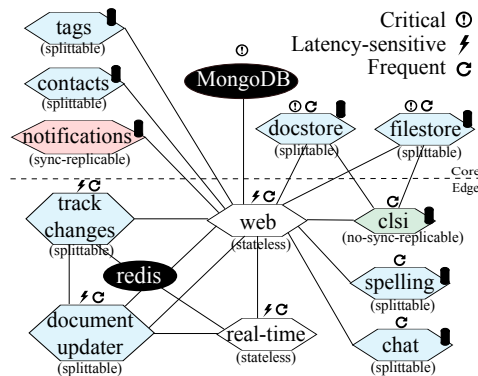 Critical
Latency-sensitive
Frequent
tags
(splittable)
contacts
(splittable)
notifications
(sync-replicable)
MongoDB
docstore
(splittable)
filestore
(splittable)
Core
Edge
track
changes
(splittable)
web
(stateless)
clsi
(no-sync-replicable)
redis
spelling
(splittable)
document
updater
(splittable)
real-time
(stateless)
chat
(splittable)